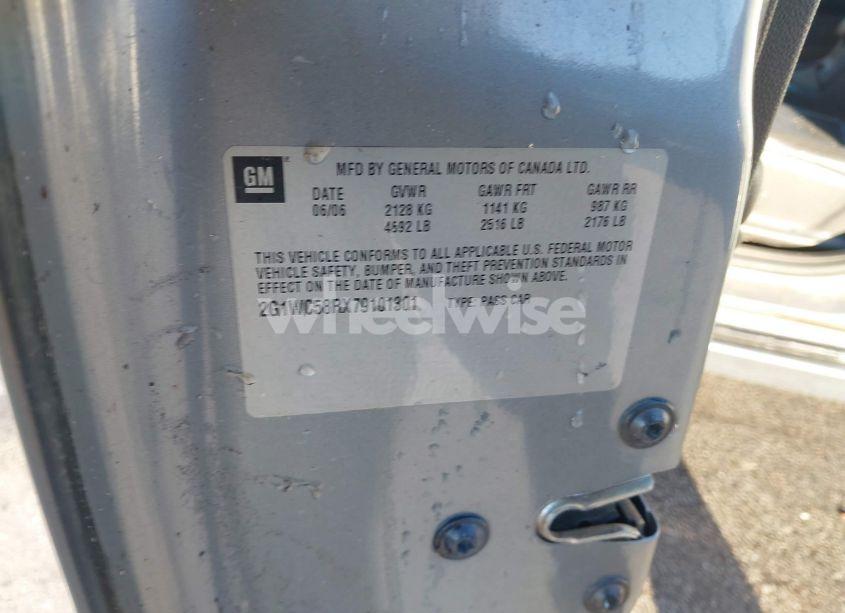 GM
MFD BY GENERAL MOTORS OF CANADA LTD.
DATE GVWR GAWR FRT GAWR RR
06/06 2128 KG 1141 KG 987 KG
4592 LB 2516 LB 2176 LB
THIS VEHICLE CONFORMS TO ALL APPLICABLE U.S. FEDERAL MOTOR
VEHICLE SAFETY, BUMPER, AND THEFT PREVENTION STANDARDS IN
EFFECT ON THE DATE OF MANUFACTURE SHOWN ABOVE.
2G1WC58RX79101301 TYPE: PASS CAR
wheelwise